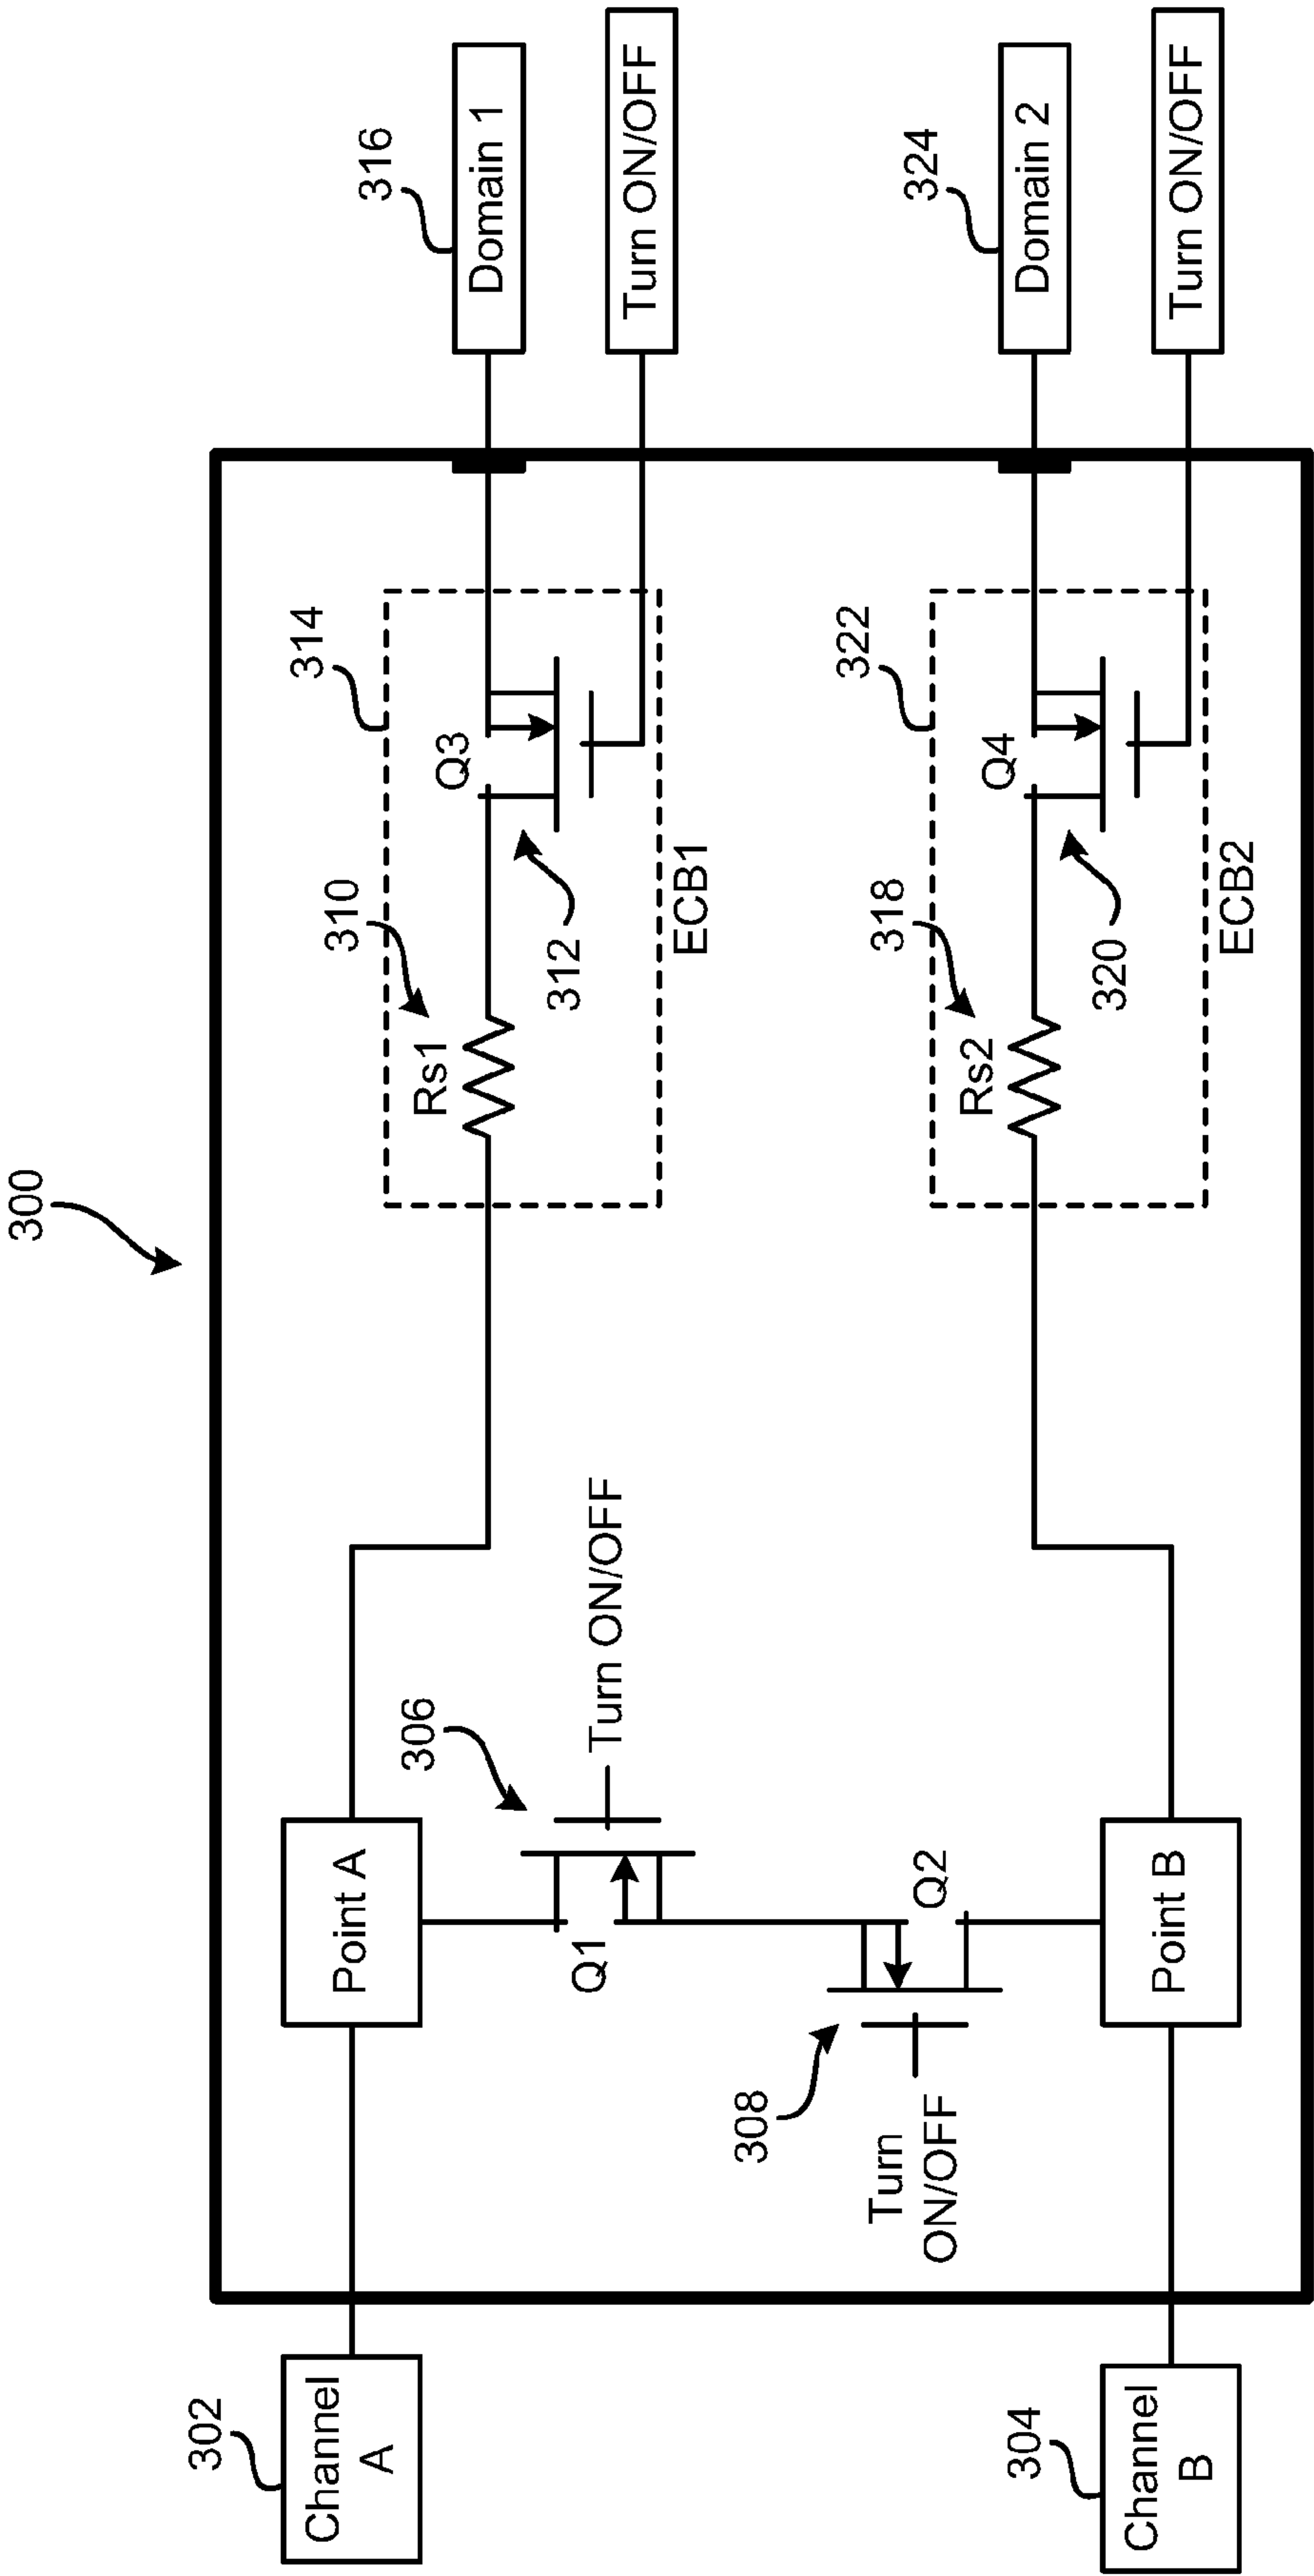 300
302
Channel
A
Point A
306
Turn ON/OFF
Q1
308
Turn
ON/OFF
Q2
304
Channel
B
Point B
310
Rs1
312
Q3
314
ECB1
316
Domain 1
Turn ON/OFF
318
Rs2
320
Q4
322
ECB2
324
Domain 2
Turn ON/OFF